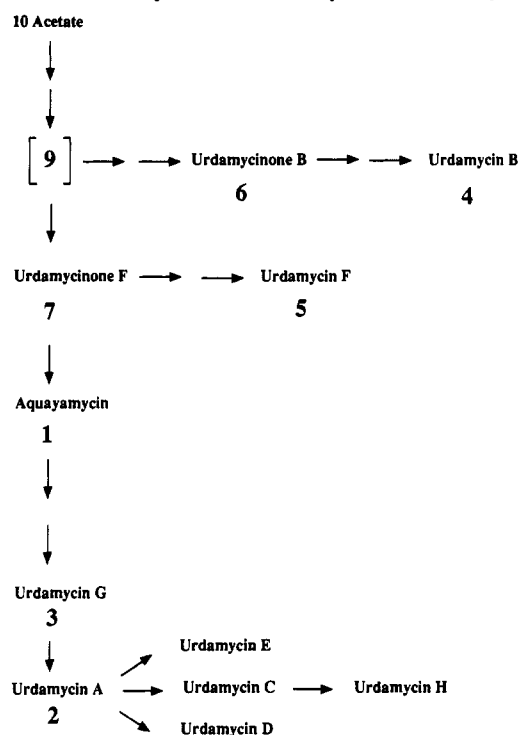 10 Acetate
[ 9 ] Urdamycinone B Urdamycin B
6 4
Urdamycinone F Urdamycin F
7 5
Aquayamycin
1
Urdamycin G
3
Urdamycin E
Urdamycin A Urdamycin C Urdamycin H
2
Urdamycin D